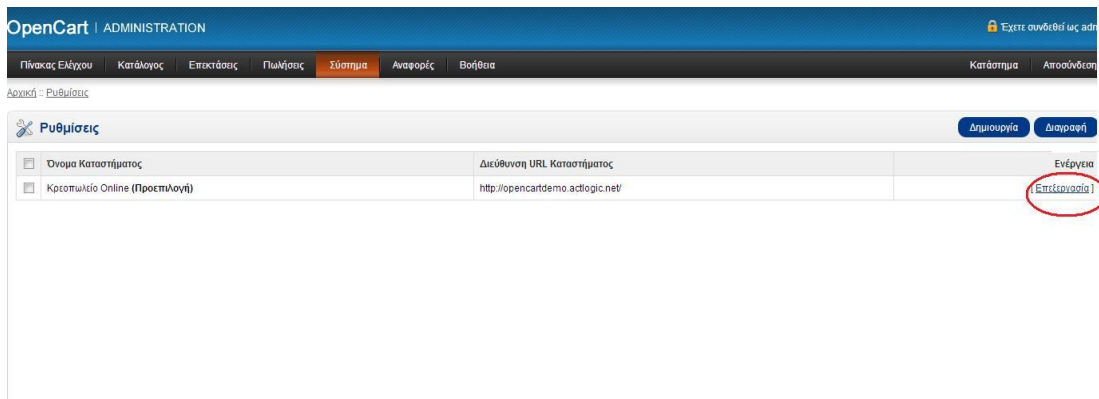 OpenCart | ADMINISTRATION Έχετε συνδεθεί ως adm
Πίνακας Ελέγχου Κατάλογος Επεκτάσεις Πωλήσεις Σύστημα Αναφορές Βοήθεια Κατάστημα Αποσύνδεση
Αρχική :: Ρυθμίσεις
Ρυθμίσεις Δημιουργία Διαγραφή
Όνομα Καταστήματος Διεύθυνση URL Καταστήματος Ενέργεια
Κρεοπωλείο Online (Προεπιλογή) http://opencartdemo.actlogic.net/ [ Επεξεργασία ]